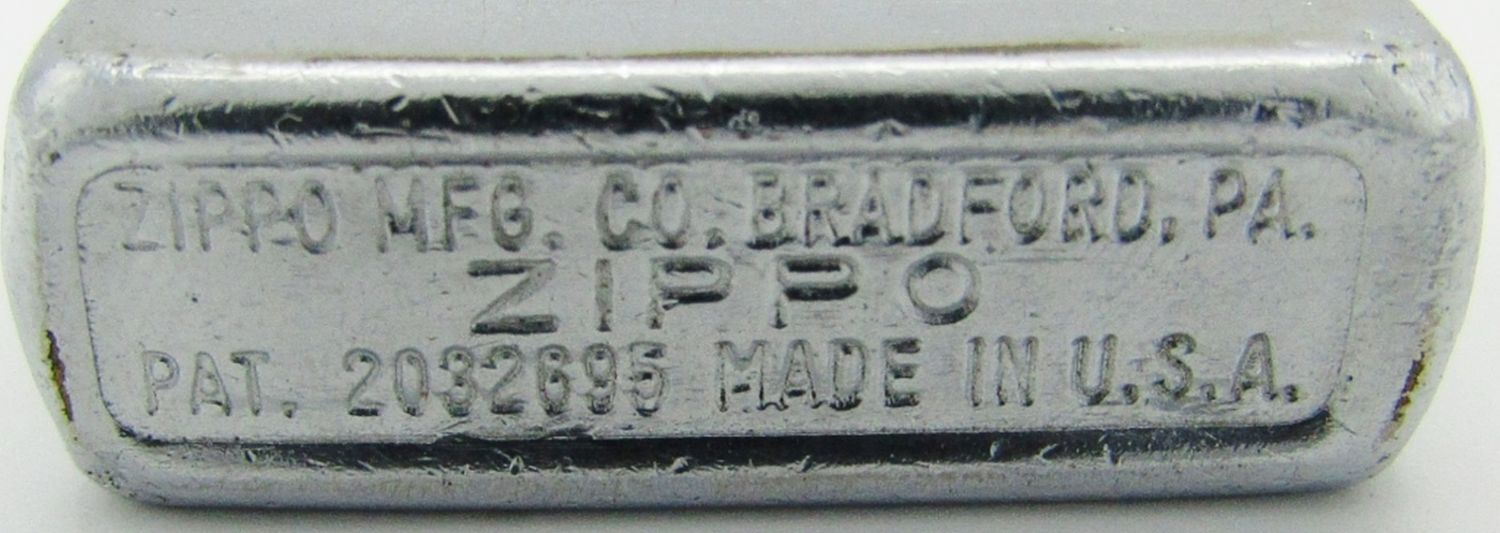 ZIPPO MFG. CO. BRADFORD, PA.
ZIPPO
PAT. 2032695 MADE IN U.S.A.